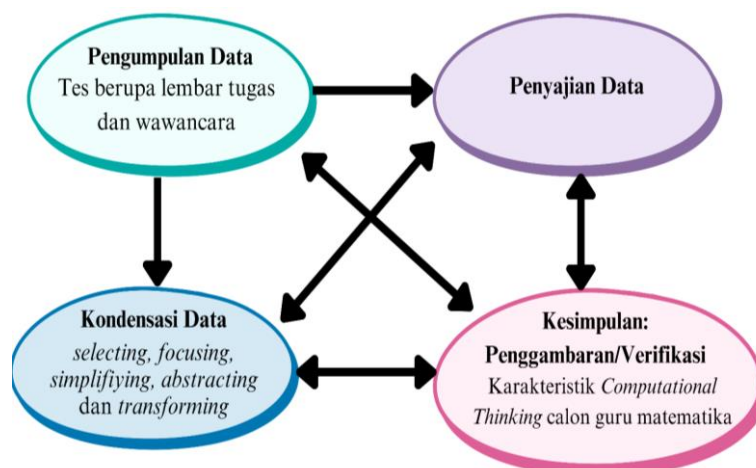 Pengumpulan Data
Tes berupa lembar tugas
dan wawancara
Penyajian Data
Kondensasi Data
selecting, focusing,
simplifiying, abstracting
dan transforming
Kesimpulan:
Penggambaran/Verifikasi
Karakteristik Computational
Thinking calon guru matematika